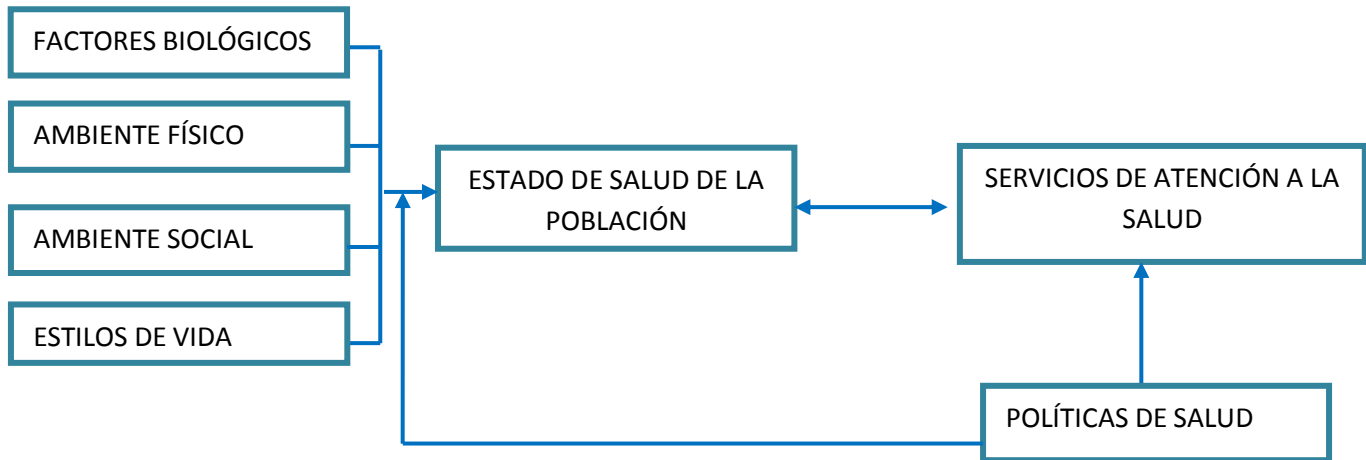 FACTORES BIOLÓGICOS
AMBIENTE FÍSICO
AMBIENTE SOCIAL
ESTILOS DE VIDA
ESTADO DE SALUD DE LA
POBLACIÓN
SERVICIOS DE ATENCIÓN A LA
SALUD
POLÍTICAS DE SALUD